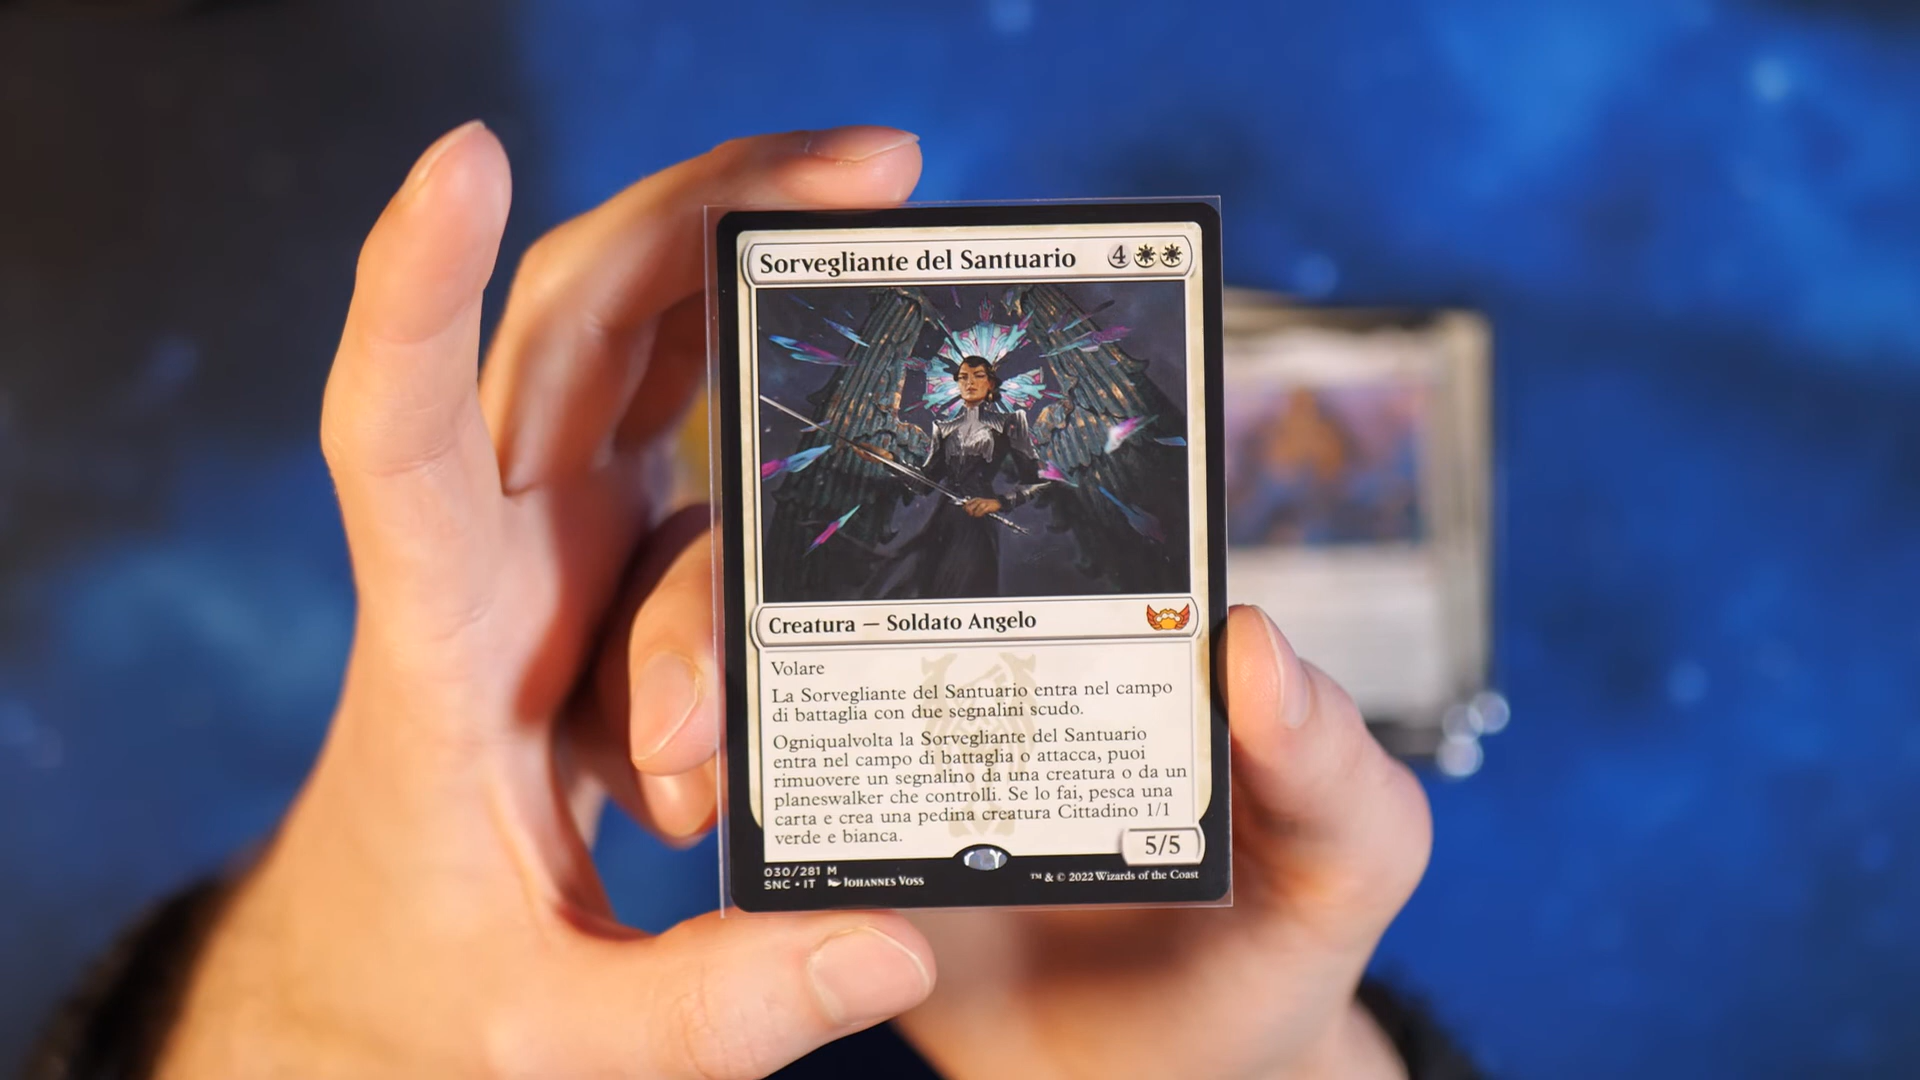 Sorvegliante del Santuario 4
Creatura — Soldato Angelo
Volare
La Sorvegliante del Santuario entra nel campo
di battaglia con due segnalini scudo.
Ogniqualvolta la Sorvegliante del Santuario
entra nel campo di battaglia o attacca, puoi
rimuovere un segnalino da una creatura o da un
planeswalker che controlli. Se lo fai, pesca una
carta e crea una pedina creatura Cittadino 1/1
verde e bianca.
5/5
030/281 M
SNC • IT Johannes Voss
™ & © 2022 Wizards of the Coast